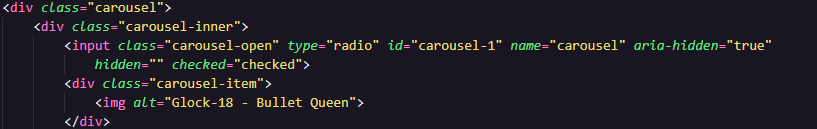 <div class="carousel">
<div class="carousel-inner">
<input class="carousel-open" type="radio" id="carousel-1" name="carousel" aria-hidden="true"
hidden="" checked="checked">
<div class="carousel-item">
<img alt="Glock-18 - Bullet Queen">
</div>